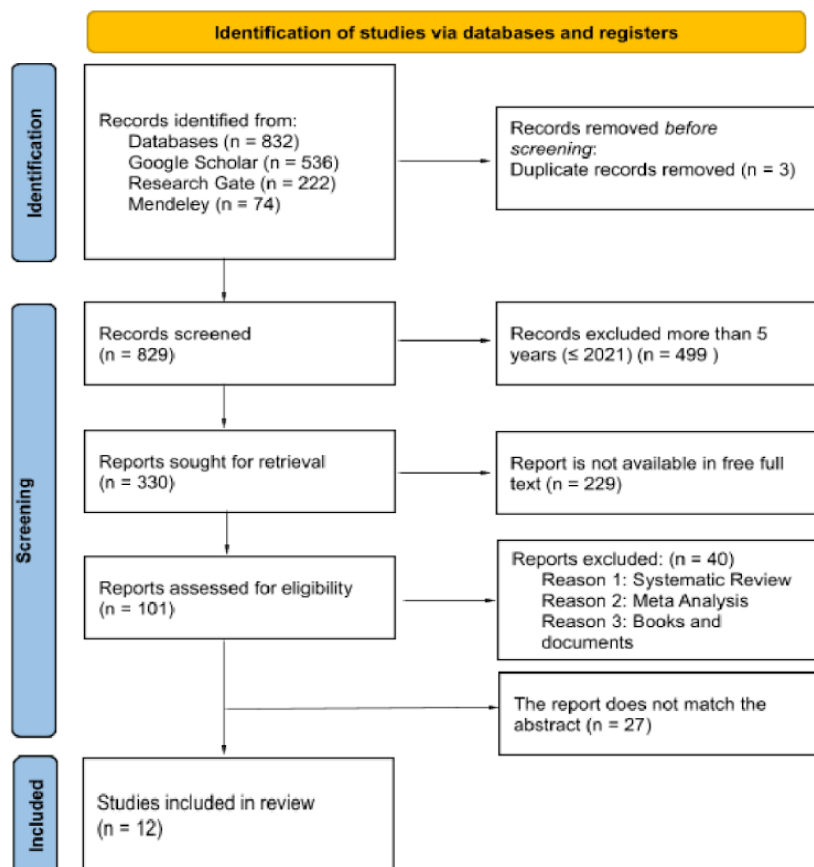 Identification of studies via databases and registers
Identification
Records identified from:
Databases (n = 832)
Google Scholar (n = 536)
Research Gate (n = 222)
Mendeley (n = 74)
Records removed before
screening:
Duplicate records removed (n = 3)
Screening
Records screened
(n = 829)
Records excluded more than 5
years (≤ 2021) (n = 499 )
Reports sought for retrieval
(n = 330)
Report is not available in free full
text (n = 229)
Reports assessed for eligibility
(n = 101)
Reports excluded: (n = 40)
Reason 1: Systematic Review
Reason 2: Meta Analysis
Reason 3: Books and
documents
The report does not match the
abstract (n = 27)
Included
Studies included in review
(n = 12)